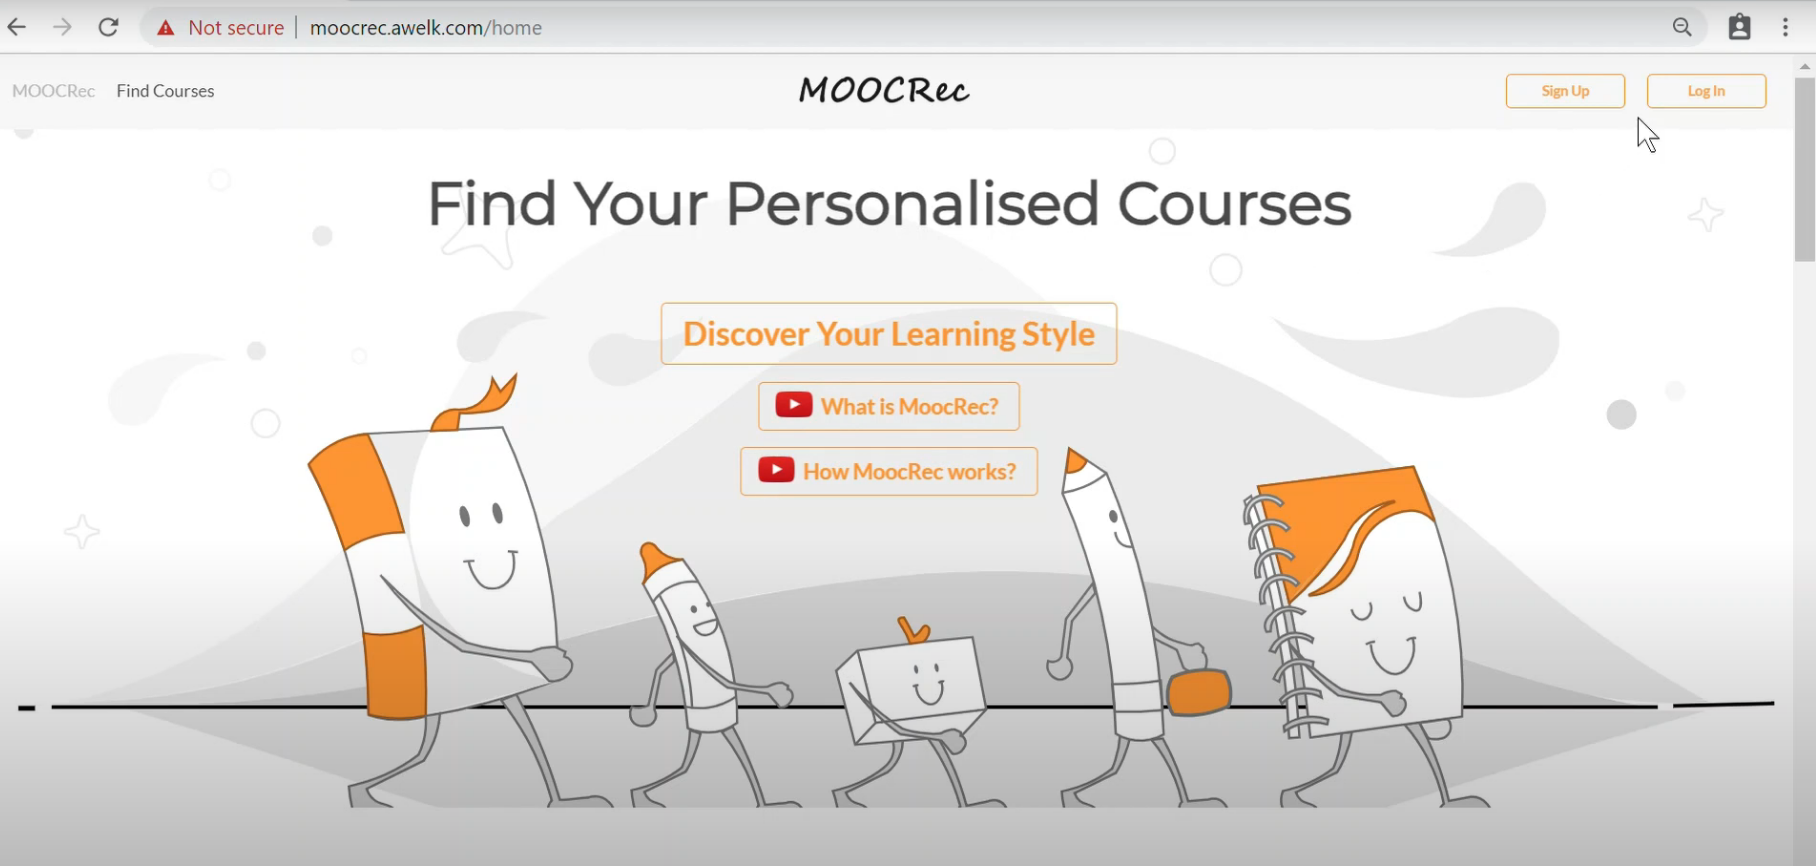 Not secure | moocrec.awelk.com/home
MOOCRec Find Courses MOOCRec Sign Up Log In
Find Your Personalised Courses
Discover Your Learning Style
What is MoocRec?
How MoocRec works?